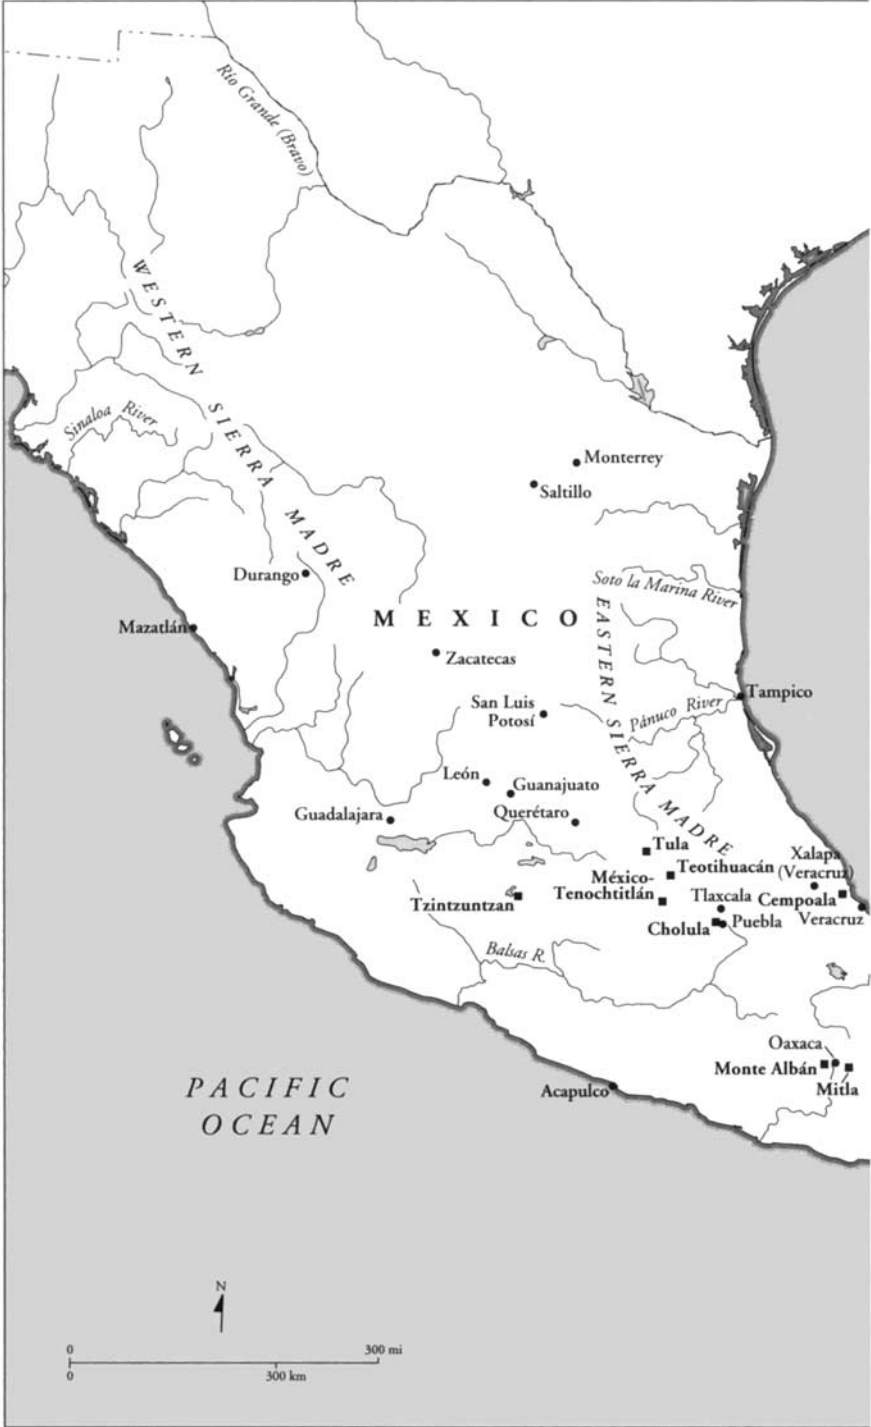 Río Grande (Bravo)
WESTERN SIERRA MADRE
Sinaloa River
Monterrey
Saltillo
Durango
Soto la Marina River
MEXICO
EASTERN SIERRA MADRE
Mazatlán
Zacatecas
Tampico
San Luis
Potosí
Pánuco River
León
Guanajuato
Guadalajara
Querétaro
Tula
Xalapa
(Veracruz)
Teotihuacán
México-
Tenochtitlán
Tlaxcala
Cempoala
Tzintzuntzan
Puebla
Veracruz
Cholula
Balsas R.
Oaxaca
Monte Albán
Mitla
Acapulco
PACIFIC
OCEAN
N
0
300 mi
0
300 km